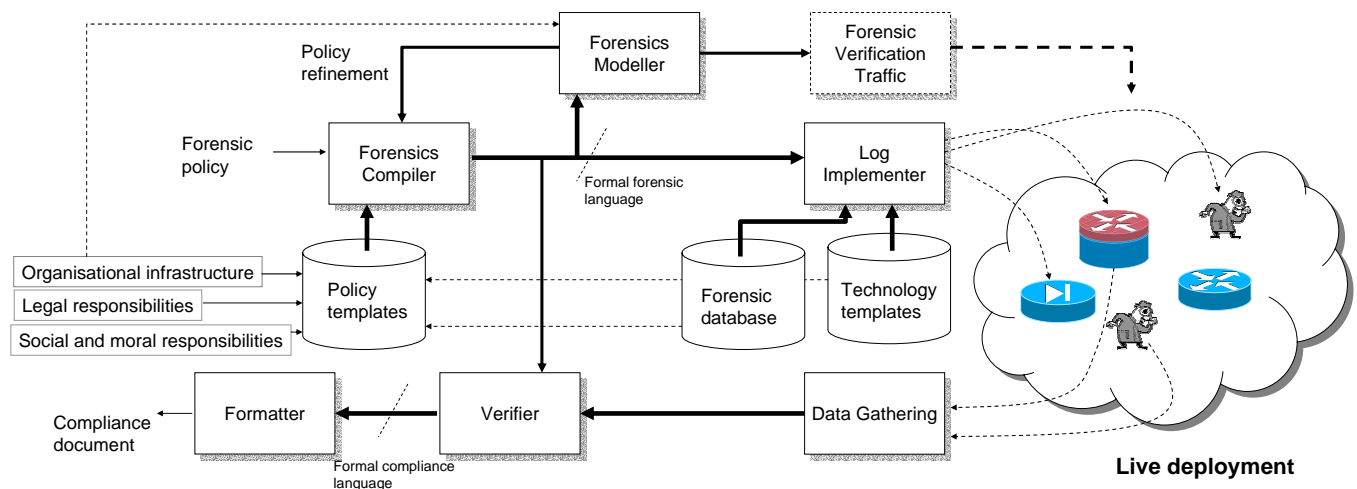 Policy
refinement
Forensics
Modeller
Forensic
Verification
Traffic
Forensic
policy
Forensics
Compiler
Formal forensic
language
Log
Implementer
Organisational infrastructure
Legal responsibilities
Social and moral responsibilities
Policy
templates
Forensic
database
Technology
templates
Compliance
document
Formatter
Formal compliance
language
Verifier
Data Gathering
Live deployment